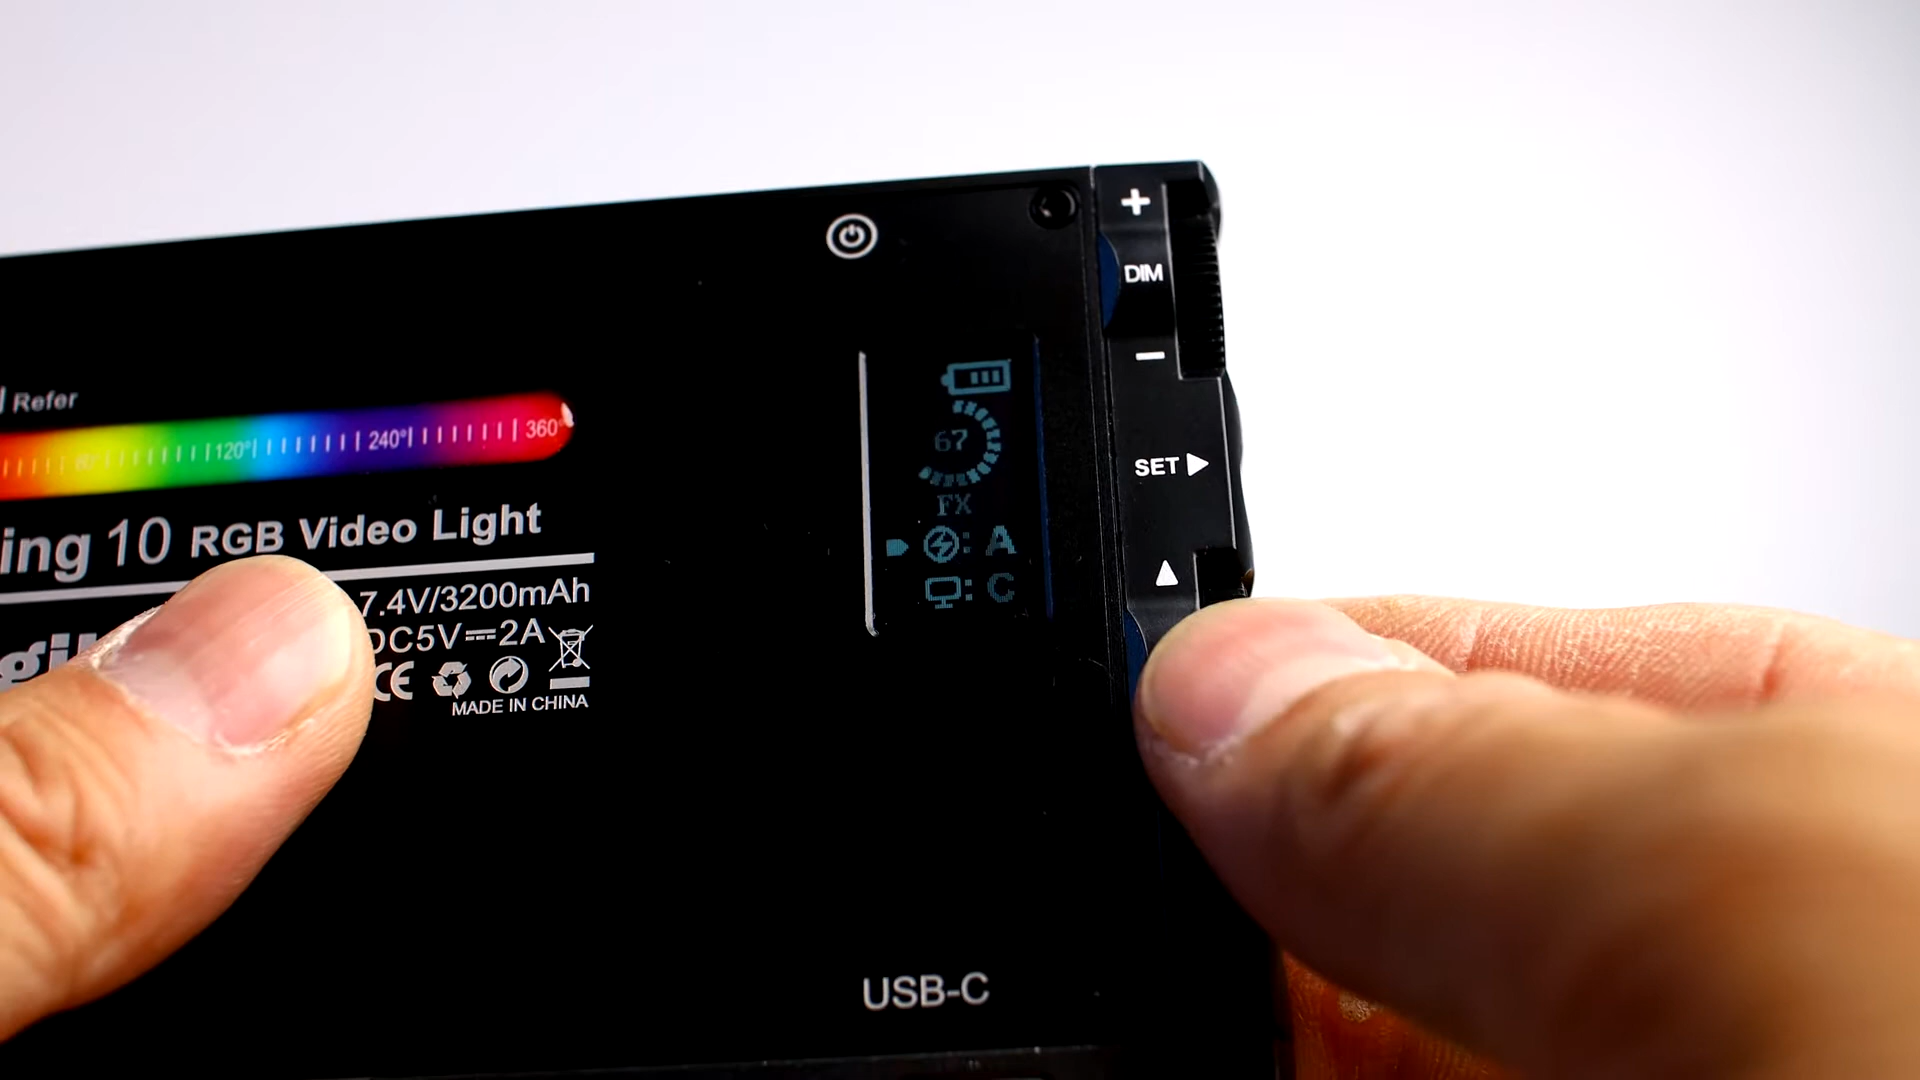 +
DIM
−
SET ▶
▲
Refer
120° 240° 360°
67
FX
: A
: C
ing 10 RGB Video Light
7.4V/3200mAh
DC5V⎓2A
CE
MADE IN CHINA
USB-C